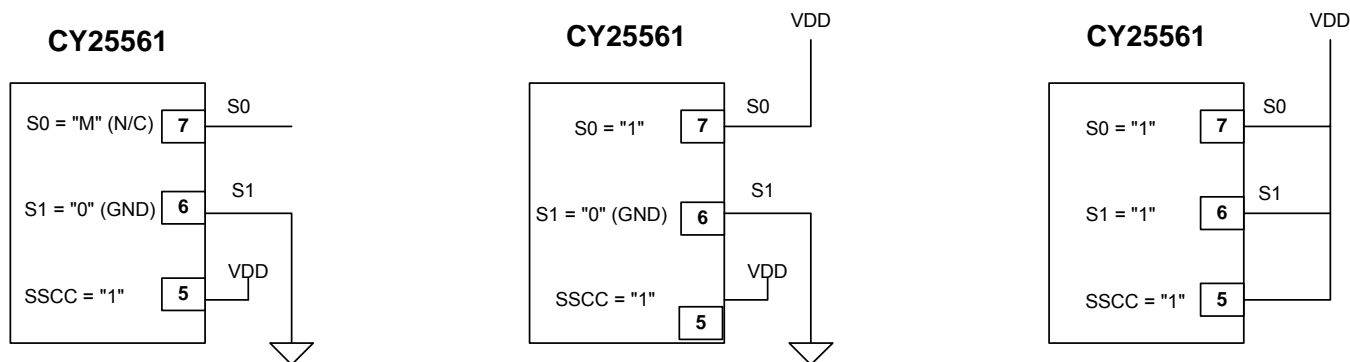 CY25561
S0 = "M" (N/C)
7
S0
S1 = "0" (GND)
6
S1
SSCC = "1"
5
VDD
CY25561
VDD
S0 = "1"
7
S0
S1 = "0" (GND)
6
S1
SSCC = "1"
5
VDD
CY25561
VDD
S0 = "1"
7
S0
S1 = "1"
6
S1
SSCC = "1"
5